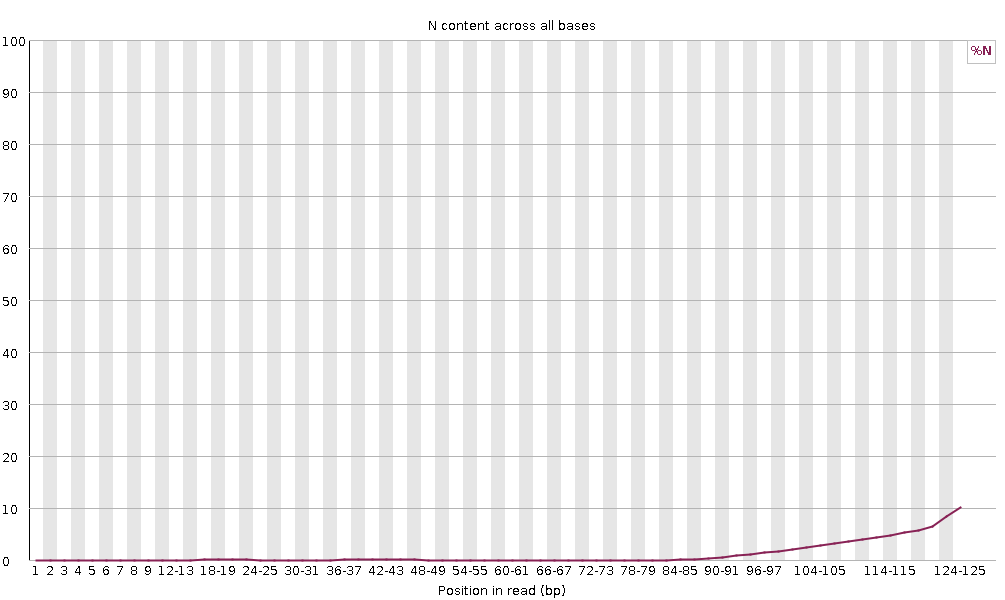 N content across all bases
%N
100
90
80
70
60
50
40
30
20
10
0
1 2 3 4 5 6 7 8 9 12-13 18-19 24-25 30-31 36-37 42-43 48-49 54-55 60-61 66-67 72-73 78-79 84-85 90-91 96-97 104-105 114-115 124-125
Position in read (bp)